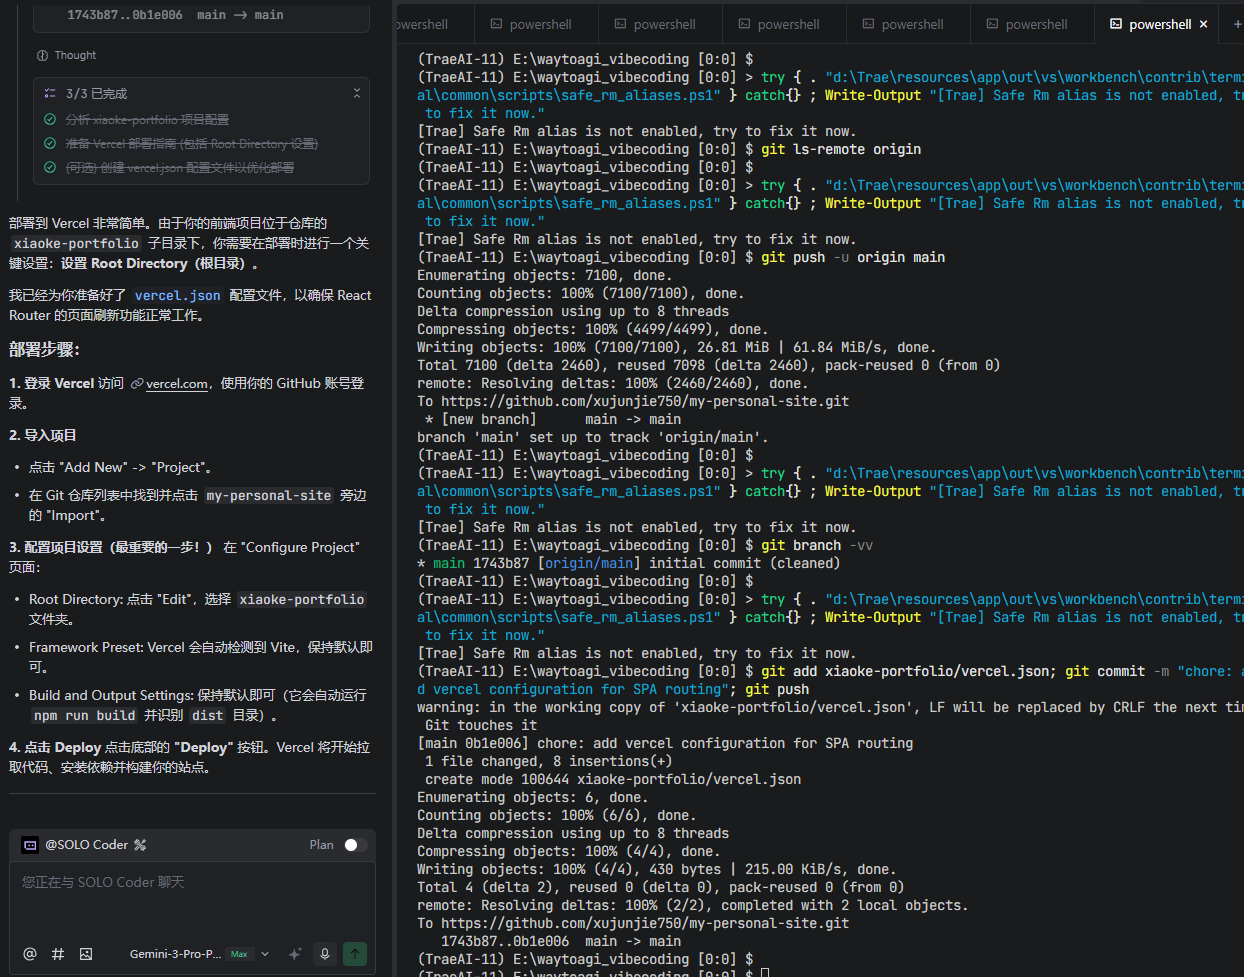 1743b87..0b1e006  main -> main
Thought
3/3 已完成
分析 xiaoke-portfolio 项目配置
准备 Vercel 部署指南 (包括 Root Directory 设置)
(可选) 创建 vercel.json 配置文件以优化部署
部署到 Vercel 非常简单。由于你的前端项目位于仓库的
xiaoke-portfolio 子目录下，你需要在部署时进行一个关
键设置：设置 Root Directory（根目录）。
我已经为你准备好了 vercel.json 配置文件，以确保 React
Router 的页面刷新功能正常工作。
部署步骤：
1. 登录 Vercel 访问 vercel.com，使用你的 GitHub 账号登
录。
2. 导入项目
• 点击 "Add New" -> "Project"。
• 在 Git 仓库列表中找到并点击 my-personal-site 旁边
的 "Import"。
3. 配置项目设置（最重要的一步！） 在 "Configure Project"
页面：
• Root Directory: 点击 "Edit"，选择 xiaoke-portfolio
文件夹。
• Framework Preset: Vercel 会自动检测到 Vite，保持默认即
可。
• Build and Output Settings: 保持默认即可（它会自动运行
npm run build 并识别 dist 目录）。
4. 点击 Deploy 点击底部的 "Deploy" 按钮。Vercel 将开始拉
取代码、安装依赖并构建你的站点。
@SOLO Coder
Plan
您正在与 SOLO Coder 聊天
Gemini-3-Pro-P... Max
powershell powershell powershell powershell powershell powershell
(TraeAI-11) E:\waytoagi_vibecoding [0:0] $
(TraeAI-11) E:\waytoagi_vibecoding [0:0] > try { . "d:\Trae\resources\app\out\vs\workbench\contrib\termi
al\common\scripts\safe_rm_aliases.ps1" } catch{} ; Write-Output "[Trae] Safe Rm alias is not enabled, tr
to fix it now."
[Trae] Safe Rm alias is not enabled, try to fix it now.
(TraeAI-11) E:\waytoagi_vibecoding [0:0] $ git ls-remote origin
(TraeAI-11) E:\waytoagi_vibecoding [0:0] $
(TraeAI-11) E:\waytoagi_vibecoding [0:0] > try { . "d:\Trae\resources\app\out\vs\workbench\contrib\termi
al\common\scripts\safe_rm_aliases.ps1" } catch{} ; Write-Output "[Trae] Safe Rm alias is not enabled, tr
to fix it now."
[Trae] Safe Rm alias is not enabled, try to fix it now.
(TraeAI-11) E:\waytoagi_vibecoding [0:0] $ git push -u origin main
Enumerating objects: 7100, done.
Counting objects: 100% (7100/7100), done.
Delta compression using up to 8 threads
Compressing objects: 100% (4499/4499), done.
Writing objects: 100% (7100/7100), 26.81 MiB | 61.84 MiB/s, done.
Total 7100 (delta 2460), reused 7098 (delta 2460), pack-reused 0 (from 0)
remote: Resolving deltas: 100% (2460/2460), done.
To https://github.com/xujunjie750/my-personal-site.git
* [new branch]      main -> main
branch 'main' set up to track 'origin/main'.
(TraeAI-11) E:\waytoagi_vibecoding [0:0] $
(TraeAI-11) E:\waytoagi_vibecoding [0:0] > try { . "d:\Trae\resources\app\out\vs\workbench\contrib\termi
al\common\scripts\safe_rm_aliases.ps1" } catch{} ; Write-Output "[Trae] Safe Rm alias is not enabled, tr
to fix it now."
[Trae] Safe Rm alias is not enabled, try to fix it now.
(TraeAI-11) E:\waytoagi_vibecoding [0:0] $ git branch -vv
* main 1743b87 [origin/main] initial commit (cleaned)
(TraeAI-11) E:\waytoagi_vibecoding [0:0] $
(TraeAI-11) E:\waytoagi_vibecoding [0:0] > try { . "d:\Trae\resources\app\out\vs\workbench\contrib\termi
al\common\scripts\safe_rm_aliases.ps1" } catch{} ; Write-Output "[Trae] Safe Rm alias is not enabled, tr
to fix it now."
[Trae] Safe Rm alias is not enabled, try to fix it now.
(TraeAI-11) E:\waytoagi_vibecoding [0:0] $ git add xiaoke-portfolio/vercel.json; git commit -m "chore: a
d vercel configuration for SPA routing"; git push
warning: in the working copy of 'xiaoke-portfolio/vercel.json', LF will be replaced by CRLF the next tim
Git touches it
[main 0b1e006] chore: add vercel configuration for SPA routing
1 file changed, 8 insertions(+)
create mode 100644 xiaoke-portfolio/vercel.json
Enumerating objects: 6, done.
Counting objects: 100% (6/6), done.
Delta compression using up to 8 threads
Compressing objects: 100% (4/4), done.
Writing objects: 100% (4/4), 430 bytes | 215.00 KiB/s, done.
Total 4 (delta 2), reused 0 (delta 0), pack-reused 0 (from 0)
remote: Resolving deltas: 100% (2/2), completed with 2 local objects.
To https://github.com/xujunjie750/my-personal-site.git
1743b87..0b1e006  main -> main
(TraeAI-11) E:\waytoagi_vibecoding [0:0] $
(TraeAI-11) E:\waytoagi_vibecoding [0:0] $